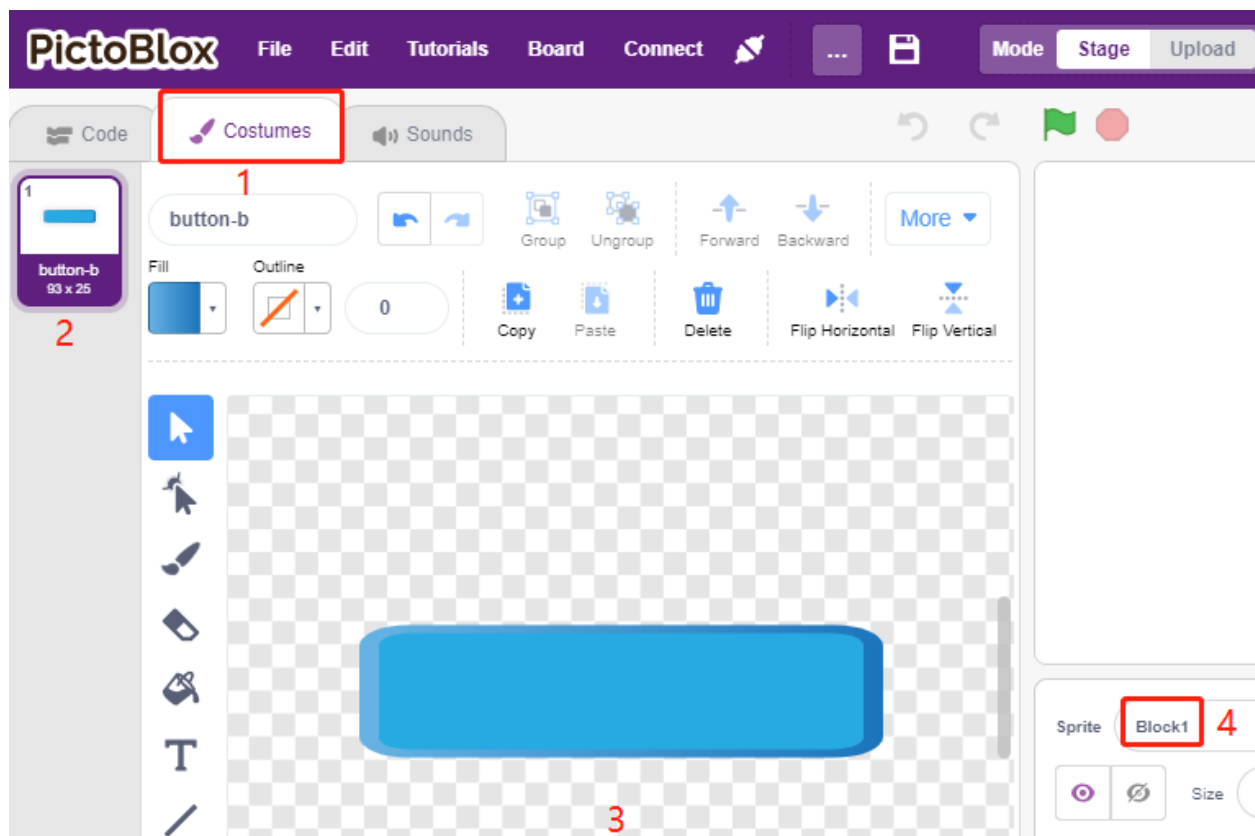 PictoBlox File Edit Tutorials Board Connect ... Mode Stage Upload
Code Costumes Sounds
1
1
button-b
93 x 25
2
button-b
Group Ungroup Forward Backward More
Fill Outline
0
Copy Paste Delete Flip Horizontal Flip Vertical
T
3
Sprite Block1 4
Size